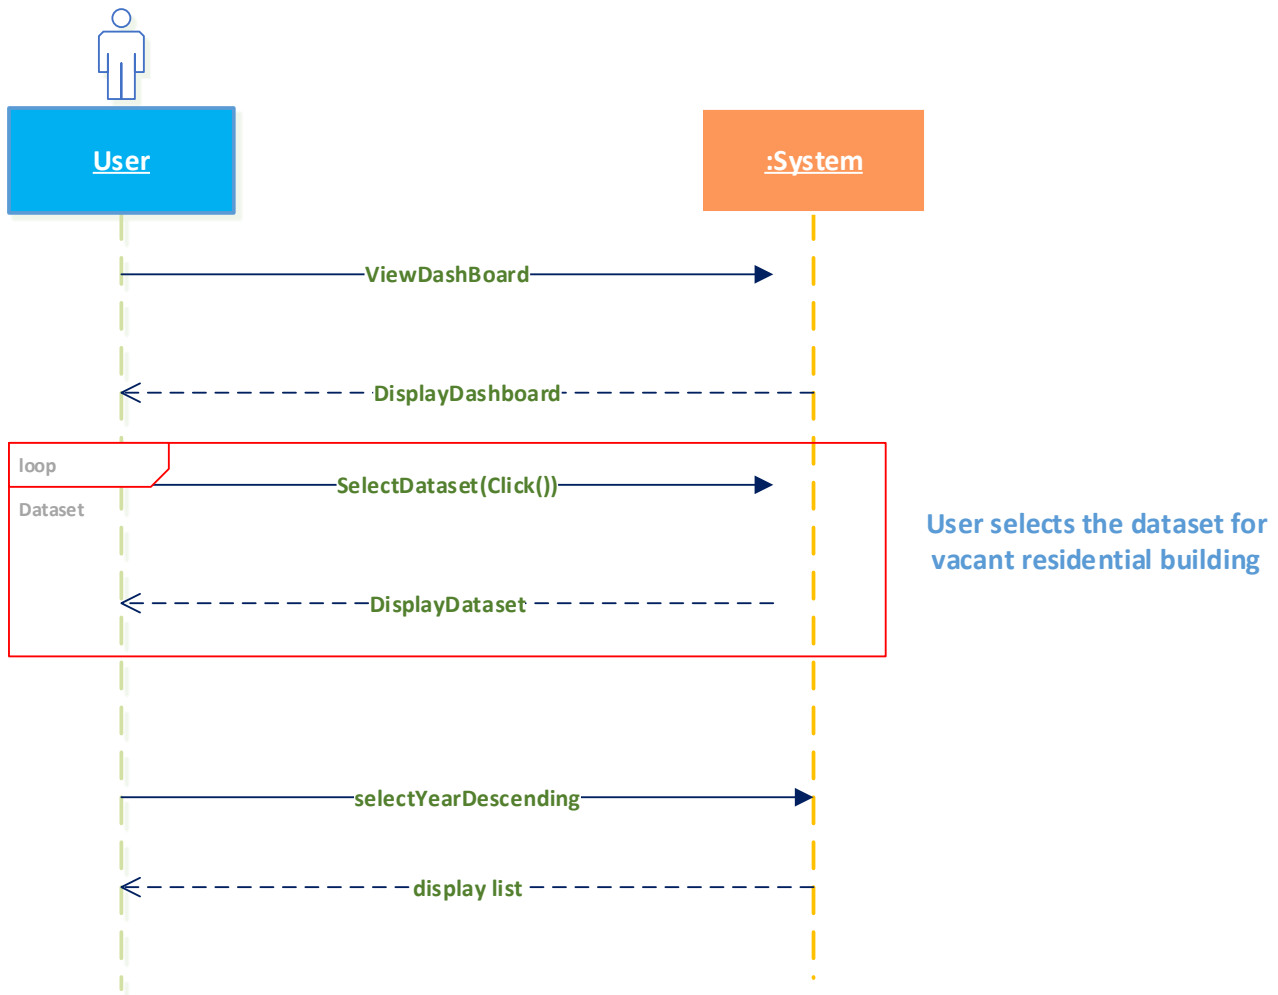 User
:System
ViewDashBoard
DisplayDashboard
loop
SelectDataset(Click())
Dataset
User selects the dataset for
vacant residential building
DisplayDataset
selectYearDescending
display list